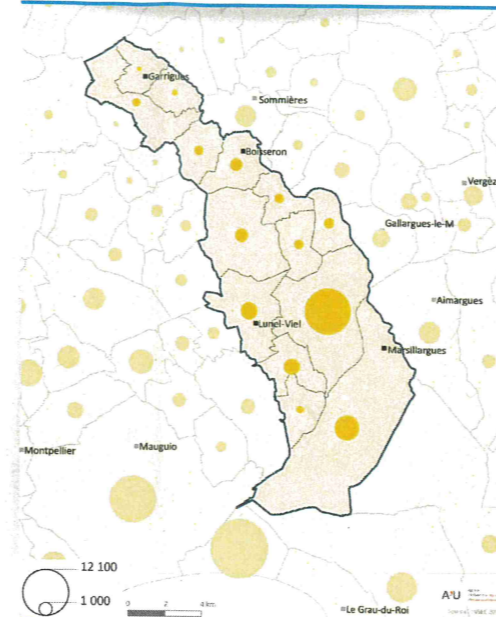 Garrigues
Sommières
Boisseron
Vergèz
Gallargues-le-M
Aimargues
Lunel-Viel
Marsillargues
Montpellier
Mauguio
12 100
1 000
0 2 4 km
Le Grau-du-Roi
A'U